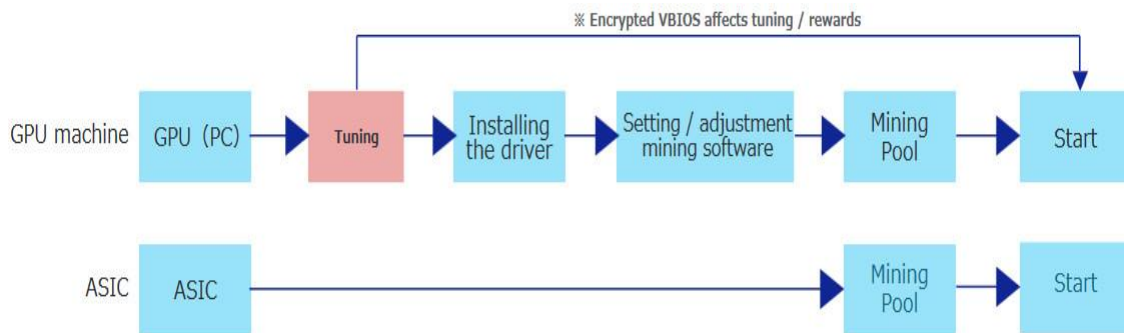 ※ Encrypted VBIOS affects tuning / rewards
GPU machine
GPU (PC)
Tuning
Installing
the driver
Setting / adjustment
mining software
Mining
Pool
Start
ASIC
ASIC
Mining
Pool
Start